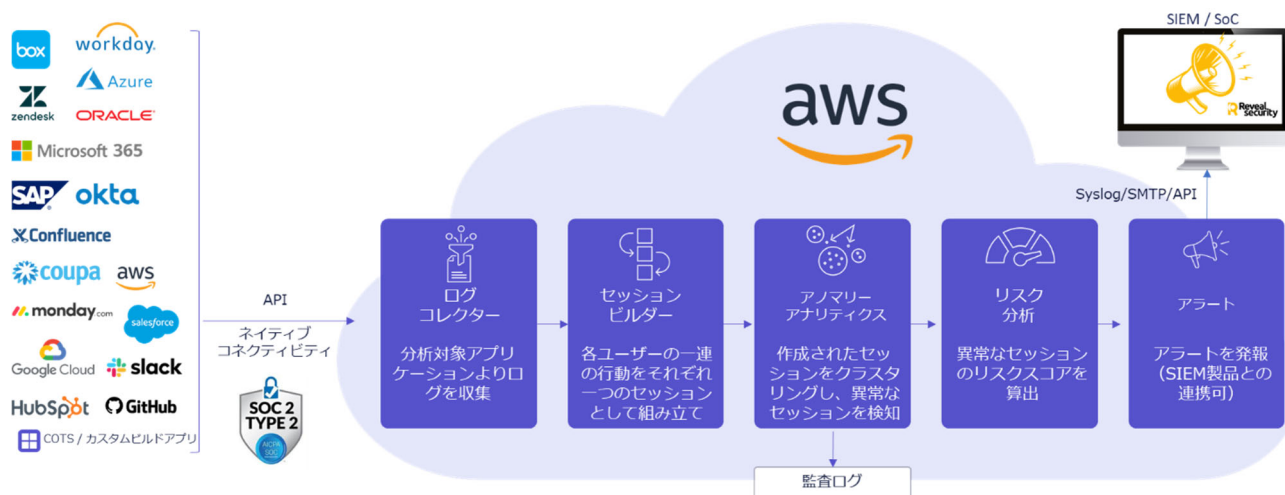 box
workday.
Azure
zendesk
ORACLE
Microsoft 365
SAP
okta
Confluence
coupa
aws
monday.com
salesforce
Google Cloud
slack
HubSpot
GitHub
COTS / カスタムビルドアプリ
API
ネイティブ
コネクティビティ
SOC 2
TYPE 2
AICPA
SOC
aws
ログ
コレクター
分析対象アプリ
ケーションよりロ
グを収集
セッション
ビルダー
各ユーザーの一連
の行動をそれぞれ
一つのセッション
として組み立て
アノマリー
アナリティクス
作成されたセッ
ションをクラスタ
リングし、異常な
セッションを検知
監査ログ
リスク
分析
異常なセッション
のリスクスコアを
算出
アラート
アラートを発報
（SIEM製品との
連携可）
Syslog/SMTP/API
SIEM / SoC
Reveal
security